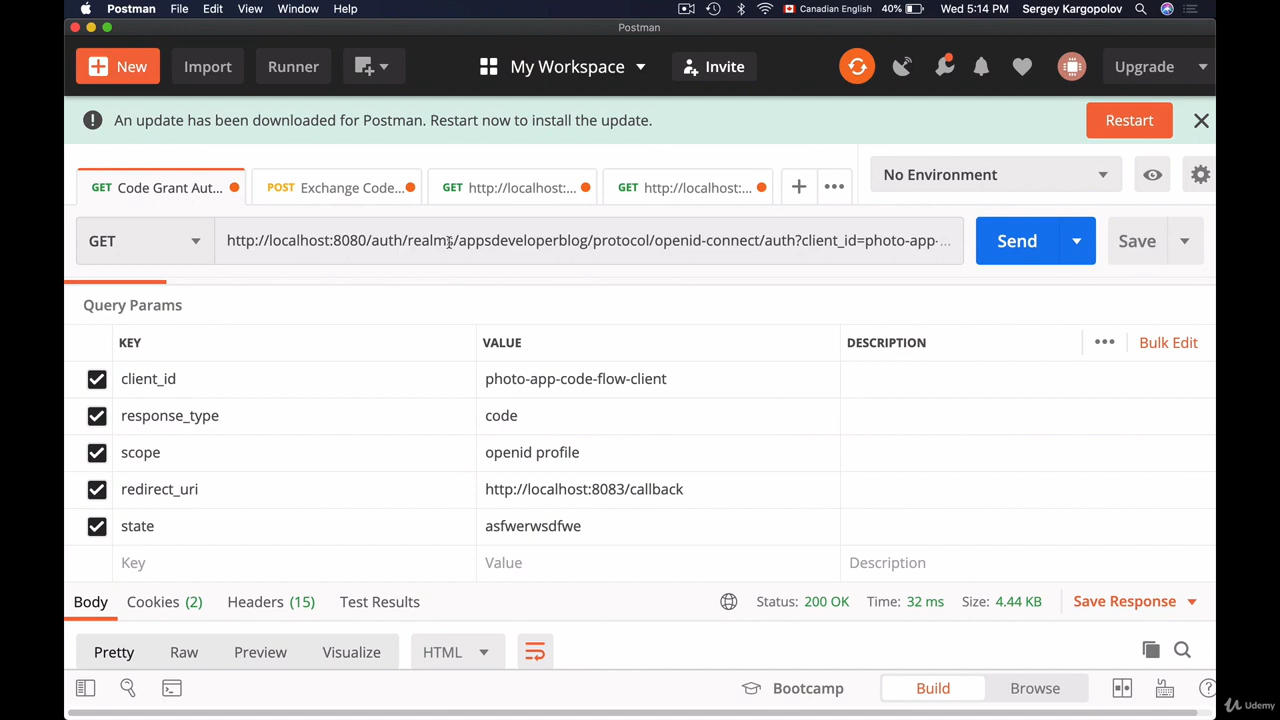 Postman File Edit View Window Help Canadian English 40% Wed 5:14 PM Sergey Kargopolov
Postman
New Import Runner My Workspace Invite Upgrade
An update has been downloaded for Postman. Restart now to install the update. Restart
GET Code Grant Aut... POST Exchange Code... GET http://localhost:... GET http://localhost:... No Environment
GET http://localhost:8080/auth/realms/appsdeveloperblog/protocol/openid-connect/auth?client_id=photo-app-... Send Save
Query Params
KEY VALUE DESCRIPTION Bulk Edit
client_id photo-app-code-flow-client
response_type code
scope openid profile
redirect_uri http://localhost:8083/callback
state asfwerwsdfwe
Key Value Description
Body Cookies (2) Headers (15) Test Results Status: 200 OK Time: 32 ms Size: 4.44 KB Save Response
Pretty Raw Preview Visualize HTML
Bootcamp Build Browse
Udemy